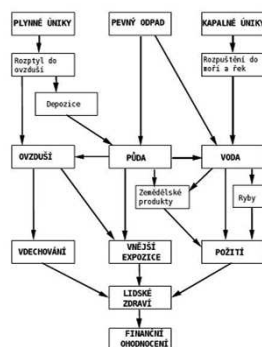 PLYNNÉ ÚNIKY
PEVNÝ ODPAD
KAPALNÉ ÚNIKY
Rozptyl do
ovzduší
Rozpuštění do
moří a řek
Depozice
OVZDUŠÍ
PŮDA
VODA
Zemědělské
produkty
Ryby
VDECHOVÁNÍ
VNĚJŠÍ
EXPOZICE
POŽITÍ
LIDSKÉ
ZDRAVÍ
FINANČNÍ
OHODNOCENÍ